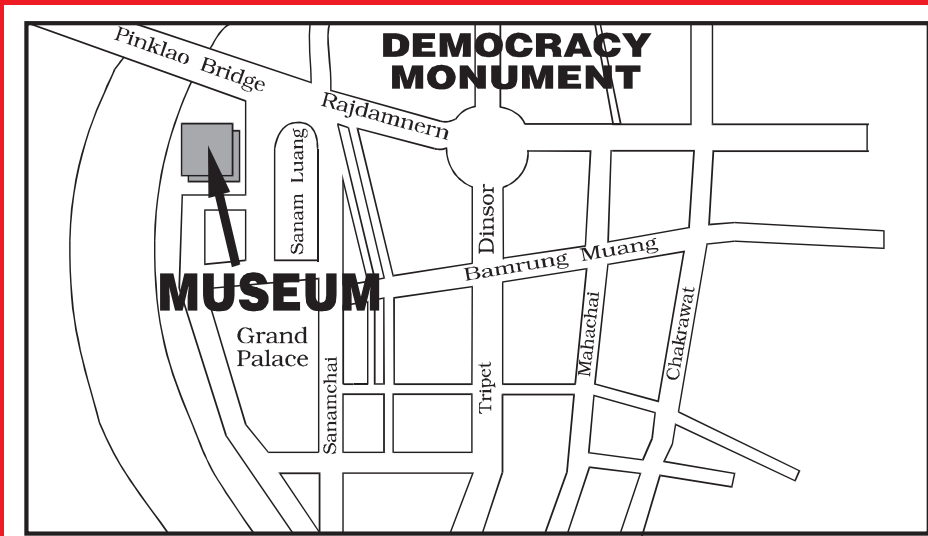 Pinklao Bridge
DEMOCRACY
MONUMENT
Rajdamnern
Sanam Luang
Dinsor
Bamrung Muang
MUSEUM
Grand
Palace
Sanamchai
Tripet
Mahachai
Chakrawat